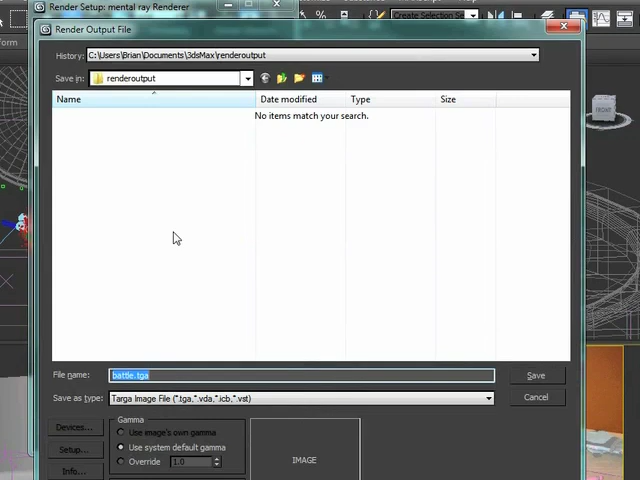 Render Setup: mental ray Renderer
Create Selection Se
form
Render Output File
History: C:\Users\Brian\Documents\3dsMax\renderoutput
Save in: renderoutput
Name Date modified Type Size
No items match your search.
FRONT
File name: battle.tga
Save
Save as type: Targa Image File (*.tga,*.vda,*.icb,*.vst)
Cancel
Gamma
Devices...
Use image's own gamma
Setup...
Use system default gamma
Override 1.0
Info...
IMAGE